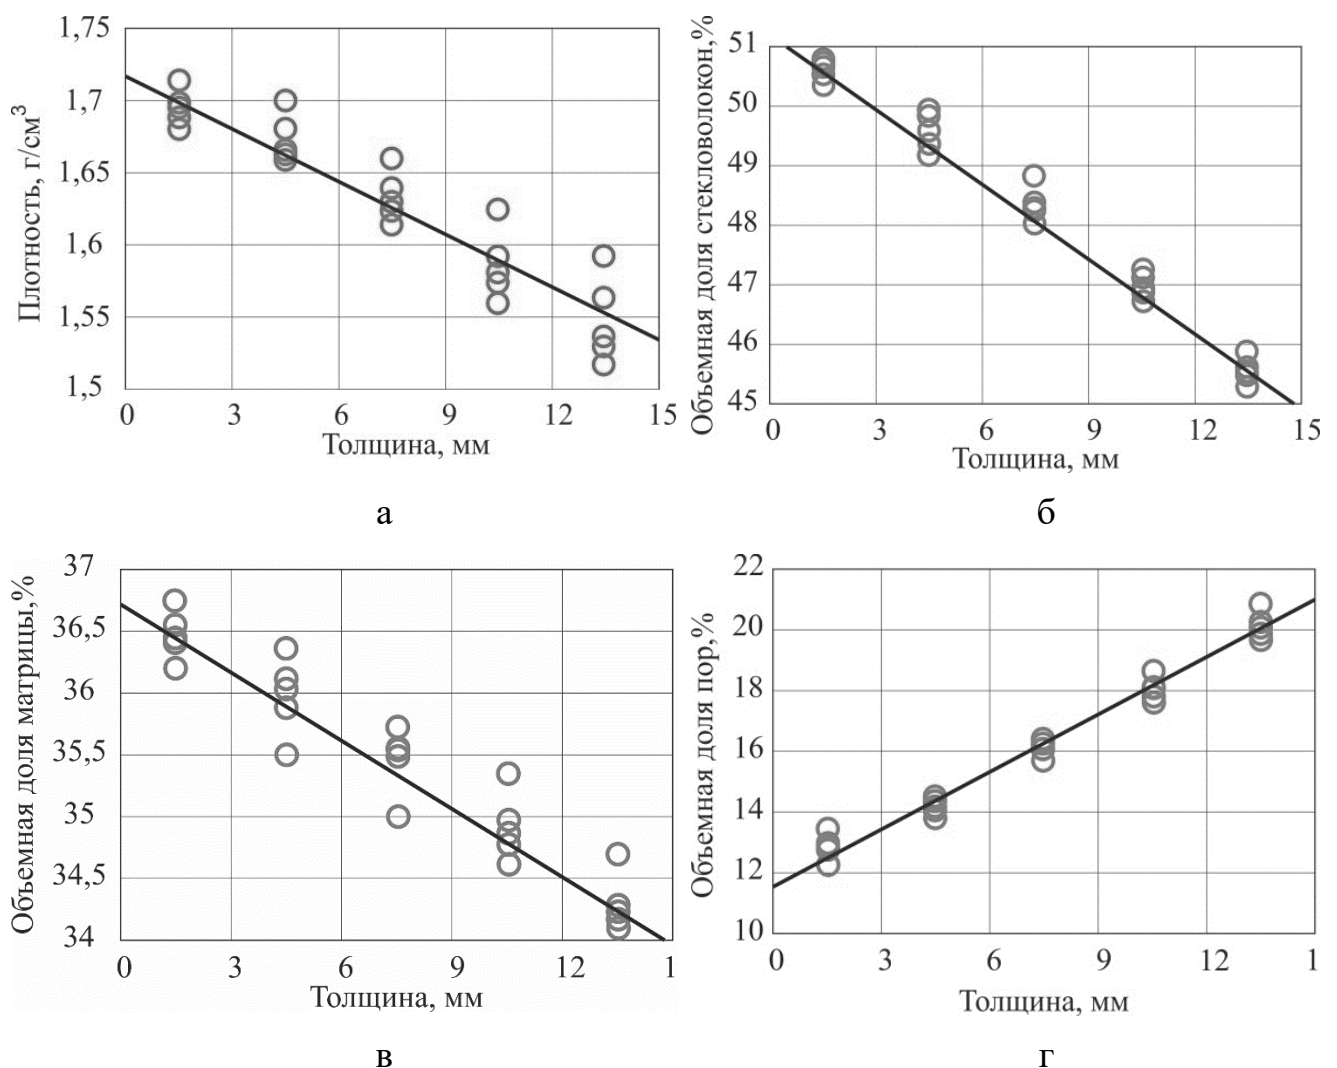 1,75
1,7
1,65
1,6
1,55
1,5
Плотность, г/см³
0 3 6 9 12 15
Толщина, мм
а
51
50
49
48
47
46
45
Объемная доля стекловолокон,%
0 3 6 9 12 15
Толщина, мм
б
37
36,5
36
35,5
35
34,5
34
Объемная доля матрицы,%
0 3 6 9 12 1
Толщина, мм
в
22
20
18
16
14
12
10
Объемная доля пор,%
0 3 6 9 12 1
Толщина, мм
г